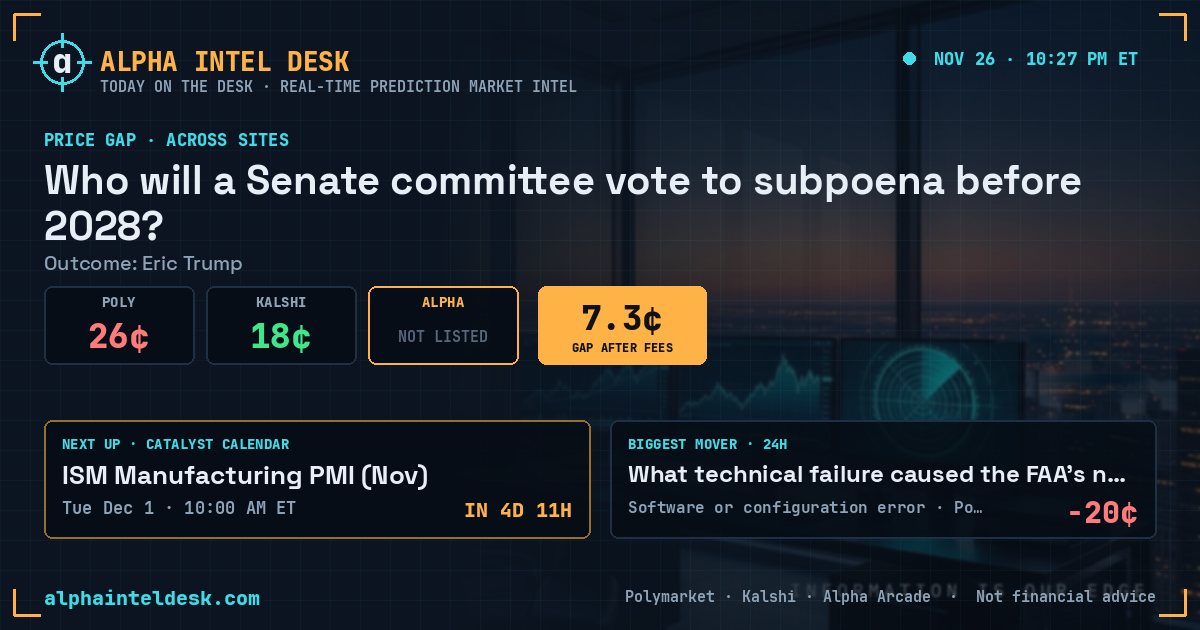 α
ALPHA INTEL DESK
TODAY ON THE DESK · REAL-TIME PREDICTION MARKET INTEL
NOV 26 · 10:27 PM ET
PRICE GAP · ACROSS SITES
Who will a Senate committee vote to subpoena before
2028?
Outcome: Eric Trump
POLY
26¢
KALSHI
18¢
ALPHA
NOT LISTED
7.3¢
GAP AFTER FEES
NEXT UP · CATALYST CALENDAR
ISM Manufacturing PMI (Nov)
Tue Dec 1 · 10:00 AM ET
IN 4D 11H
BIGGEST MOVER · 24H
What technical failure caused the FAA’s n…
Software or configuration error · Po…
-20¢
INFORMATION IS OUR EDGE
alphainteldesk.com
Polymarket · Kalshi · Alpha Arcade · Not financial advice